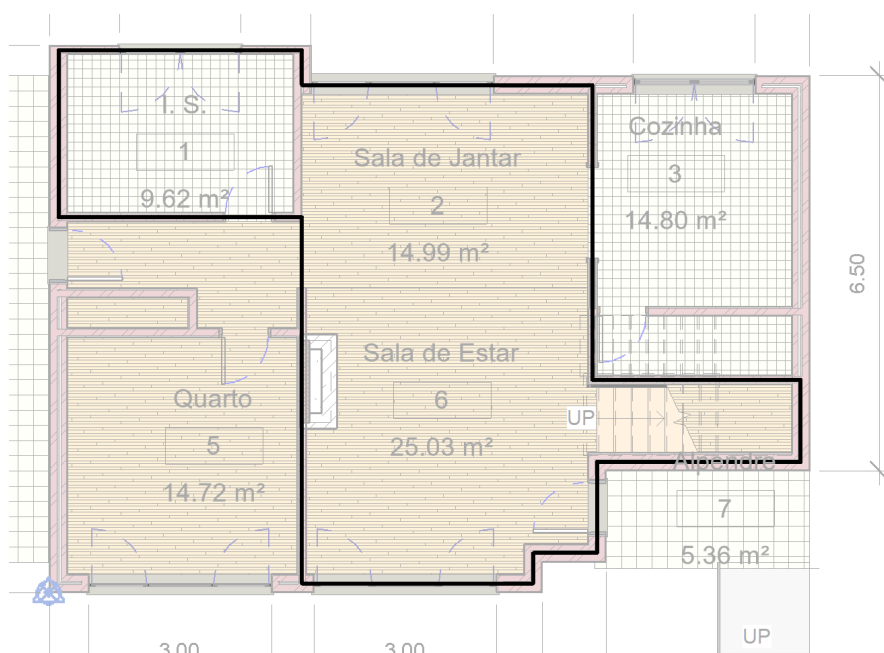 I. S.
1
9.62 m²
Sala de Jantar
2
14.99 m²
Cozinha
3
14.80 m²
6.50
Sala de Estar
6
25.03 m²
UP
Quarto
5
14.72 m²
Alpendre
7
5.36 m²
UP
3.00
3.00